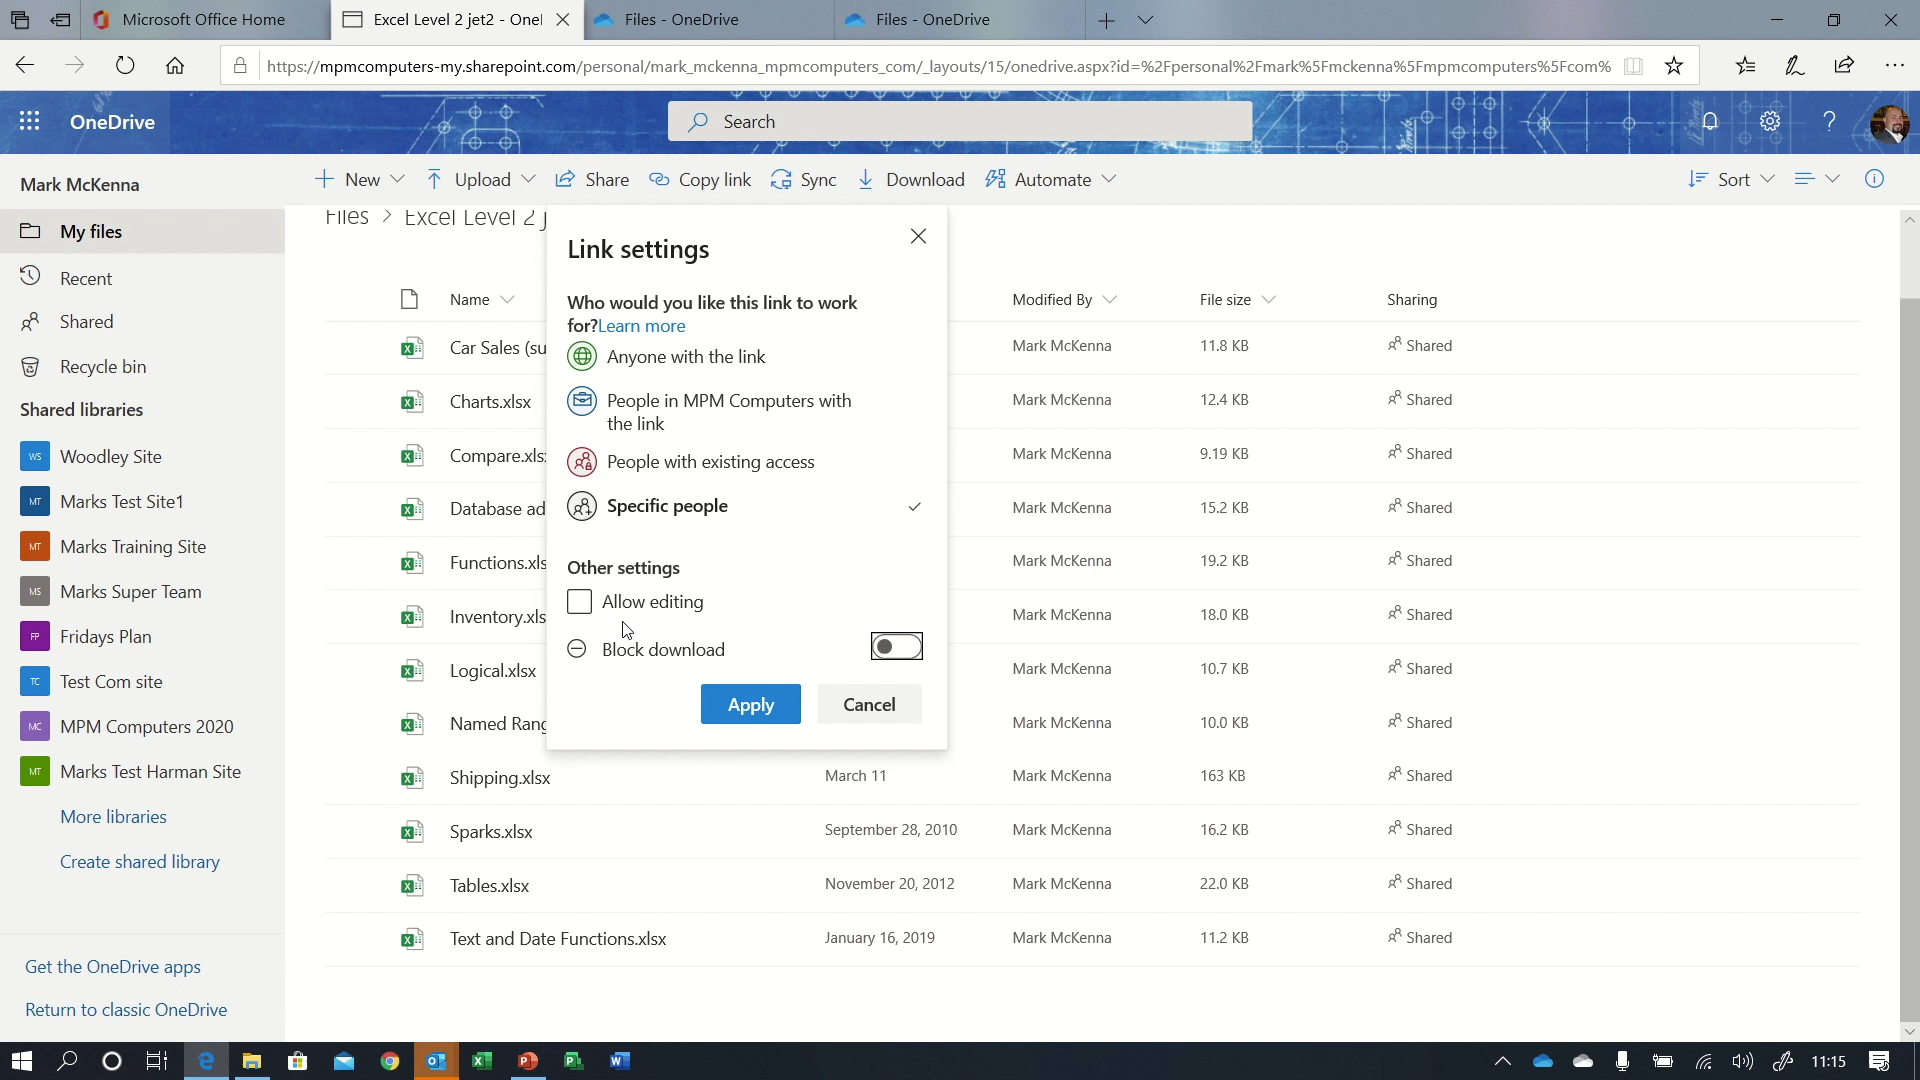 Microsoft Office Home
Excel Level 2 jet2 - Onel
Files - OneDrive
Files - OneDrive
https://mpmcomputers-my.sharepoint.com/personal/mark_mckenna_mpmcomputers_com/_layouts/15/onedrive.aspx?id=%2Fpersonal%2Fmark%5Fmckenna%5Fmpmcomputers%5Fcom%
OneDrive
Search
?
Mark McKenna
New
Upload
Share
Copy link
Sync
Download
Automate
Sort
My files
Recent
Shared
Recycle bin
Shared libraries
WS Woodley Site
MT Marks Test Site1
MT Marks Training Site
MS Marks Super Team
FP Fridays Plan
TC Test Com site
MC MPM Computers 2020
MT Marks Test Harman Site
More libraries
Create shared library
Get the OneDrive apps
Return to classic OneDrive
Files > Excel Level 2 j
Name Modified By File size Sharing
Car Sales (su Mark McKenna 11.8 KB Shared
Charts.xlsx Mark McKenna 12.4 KB Shared
Compare.xls Mark McKenna 9.19 KB Shared
Database ad Mark McKenna 15.2 KB Shared
Functions.xls Mark McKenna 19.2 KB Shared
Inventory.xls Mark McKenna 18.0 KB Shared
Logical.xlsx Mark McKenna 10.7 KB Shared
Named Rang Mark McKenna 10.0 KB Shared
Shipping.xlsx March 11 Mark McKenna 163 KB Shared
Sparks.xlsx September 28, 2010 Mark McKenna 16.2 KB Shared
Tables.xlsx November 20, 2012 Mark McKenna 22.0 KB Shared
Text and Date Functions.xlsx January 16, 2019 Mark McKenna 11.2 KB Shared
Link settings
Who would you like this link to work
for?Learn more
Anyone with the link
People in MPM Computers with
the link
People with existing access
Specific people
Other settings
Allow editing
Block download
Apply
Cancel
11:15